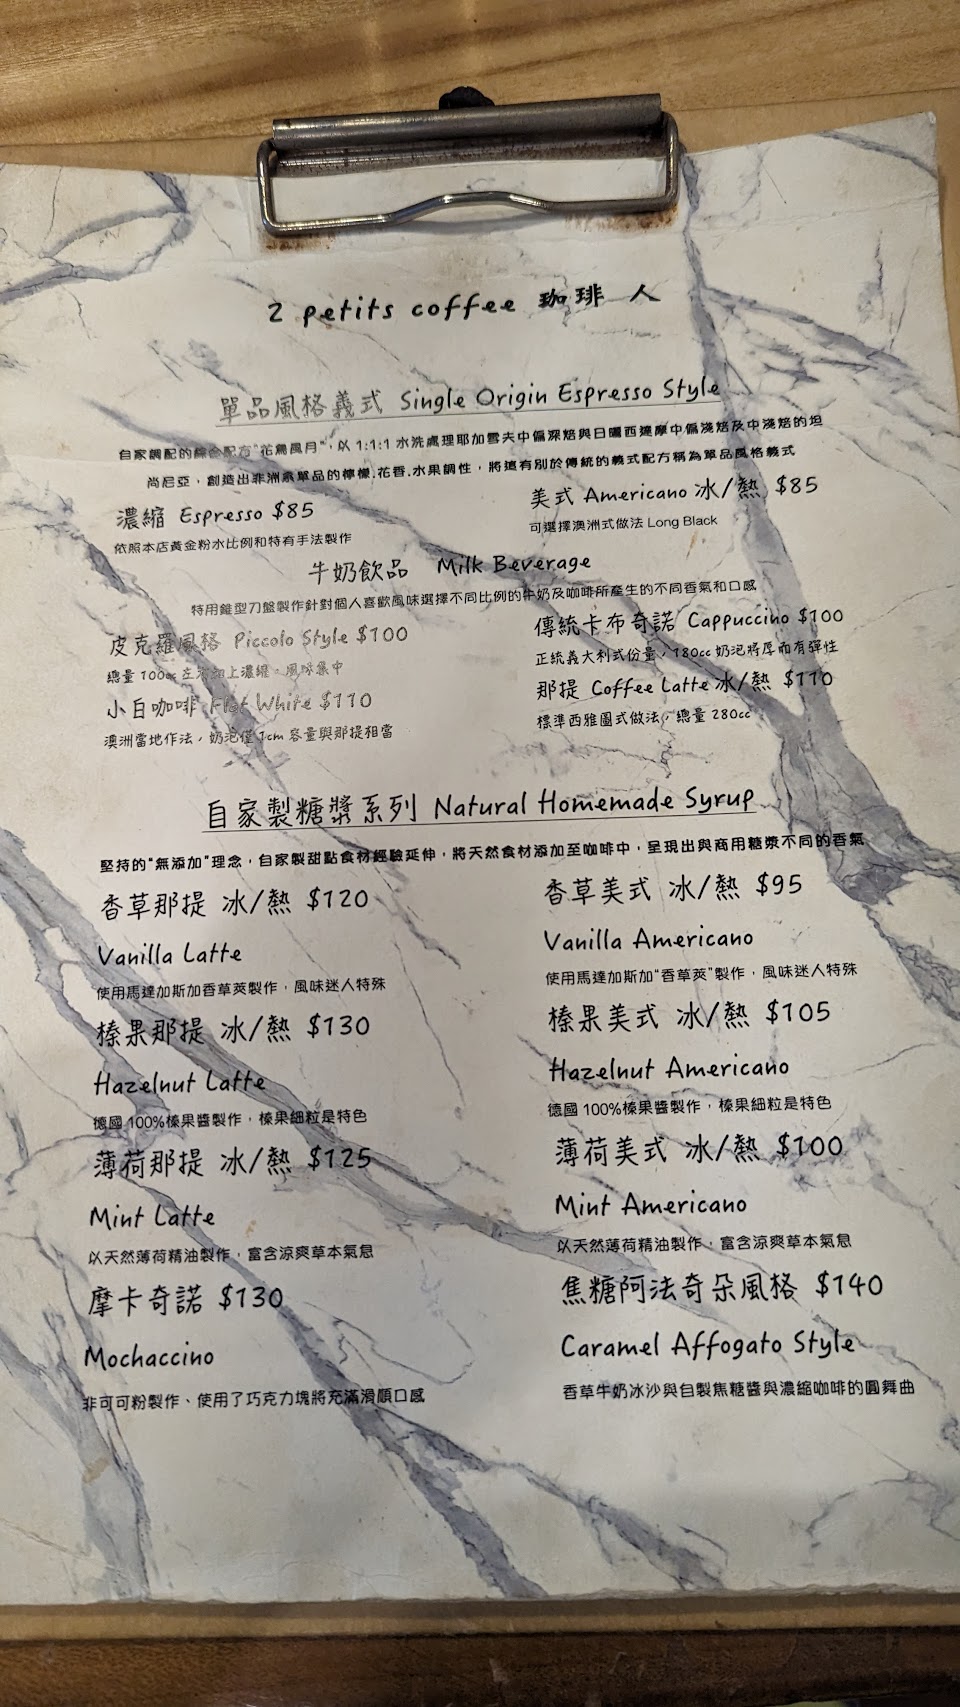 2 petits coffee 珈琲 人
單品風格義式 Single Origin Espresso Style
自家調配的綜合配方"花鳥風月"，以 1:1:1 水洗處理耶加雪夫中偏深焙與日曬西達摩中偏淺焙及中淺焙的坦
尚尼亞，創造出非洲家單品的檸檬.花香.水果調性，將這有別於傳統的義式配方稱為單品風格義式
濃縮 Espresso $85
依照本店黃金粉水比例和特有手法製作
美式 Americano 冰/熱 $85
可選擇澳洲式做法 Long Black
牛奶飲品 Milk Beverage
特用錐型刀盤製作針對個人喜歡風味選擇不同比例的牛奶及咖啡所產生的不同香氣和口感
皮克羅風格 Piccolo Style $100
總量 100cc 左右加上濃縮，風味集中
傳統卡布奇諾 Cappuccino $100
正統義大利式份量，180cc 奶泡將厚而有彈性
小白咖啡 Flat White $110
澳洲當地作法，奶泡僅 1cm 容量與那提相當
那提 Coffee Latte 冰/熱 $110
標準西雅圖式做法，總量 280cc
自家製糖漿系列 Natural Homemade Syrup
堅持的"無添加"理念，自家製甜點食材經驗延伸，將天然食材添加至咖啡中，呈現出與商用糖漿不同的香氣
香草那提 冰/熱 $120
Vanilla Latte
使用馬達加斯加香草莢製作，風味迷人特殊
香草美式 冰/熱 $95
Vanilla Americano
使用馬達加斯加"香草莢"製作，風味迷人特殊
榛果那提 冰/熱 $130
Hazelnut Latte
德國 100%榛果醬製作，榛果細粒是特色
榛果美式 冰/熱 $105
Hazelnut Americano
德國 100%榛果醬製作，榛果細粒是特色
薄荷那提 冰/熱 $125
Mint Latte
以天然薄荷精油製作，富含涼爽草本氣息
薄荷美式 冰/熱 $100
Mint Americano
以天然薄荷精油製作，富含涼爽草本氣息
摩卡奇諾 $130
Mochaccino
非可可粉製作、使用了巧克力塊將充滿滑順口感
焦糖阿法奇朵風格 $140
Caramel Affogato Style
香草牛奶冰沙與自製焦糖醬與濃縮咖啡的圓舞曲